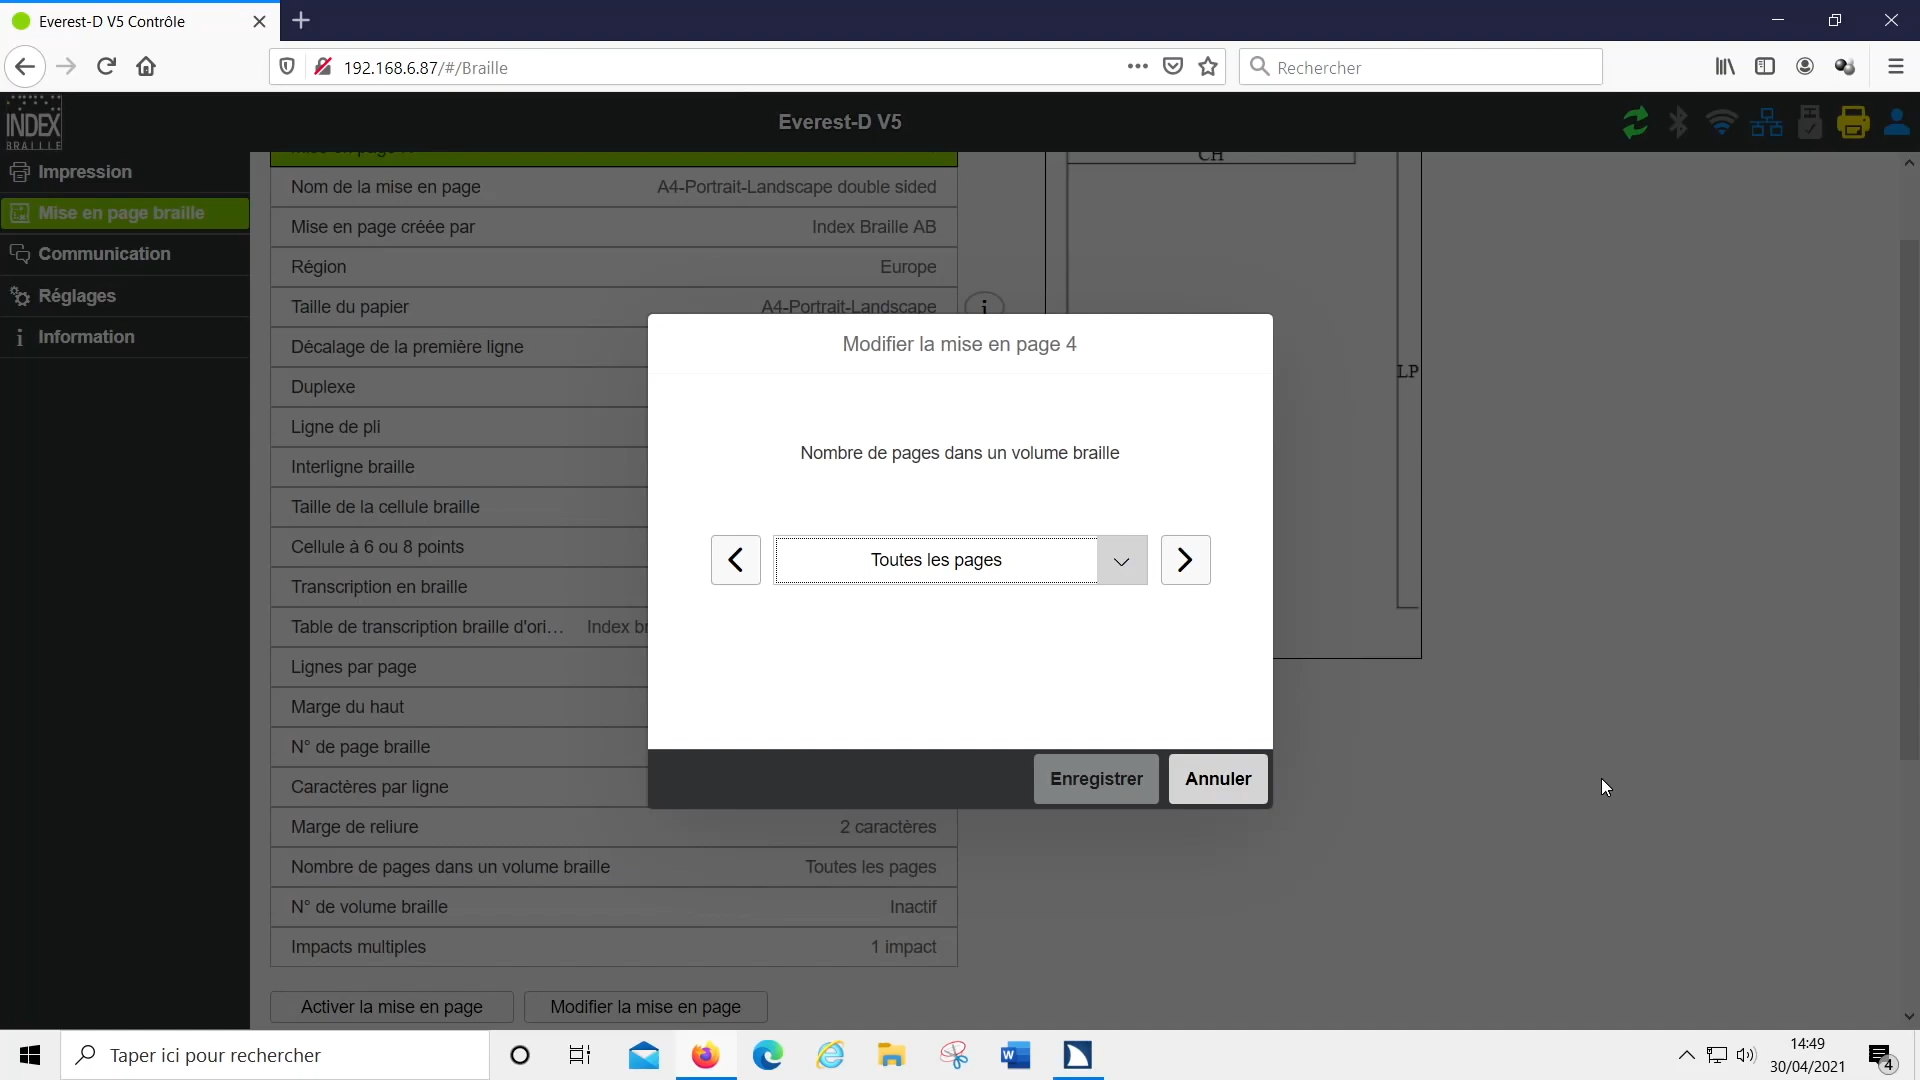 Everest-D V5 Contrôle
192.168.6.87/#/Braille
Rechercher
INDEX
BRAILLE
Everest-D V5
Impression
Mise en page braille
Communication
Réglages
Information
Nom de la mise en page A4-Portrait-Landscape double sided
Mise en page créée par Index Braille AB
Région Europe
Taille du papier A4-Portrait-Landscape i
Décalage de la première ligne
Duplexe
Ligne de pli
Interligne braille
Taille de la cellule braille
Cellule à 6 ou 8 points
Transcription en braille
Table de transcription braille d'ori... Index br
Lignes par page
Marge du haut
N° de page braille
Caractères par ligne
Marge de reliure 2 caractères
Nombre de pages dans un volume braille Toutes les pages
N° de volume braille Inactif
Impacts multiples 1 impact
Activer la mise en page Modifier la mise en page
CH
LP
Modifier la mise en page 4
Nombre de pages dans un volume braille
Toutes les pages
Enregistrer Annuler
Taper ici pour rechercher
14:49
30/04/2021
4